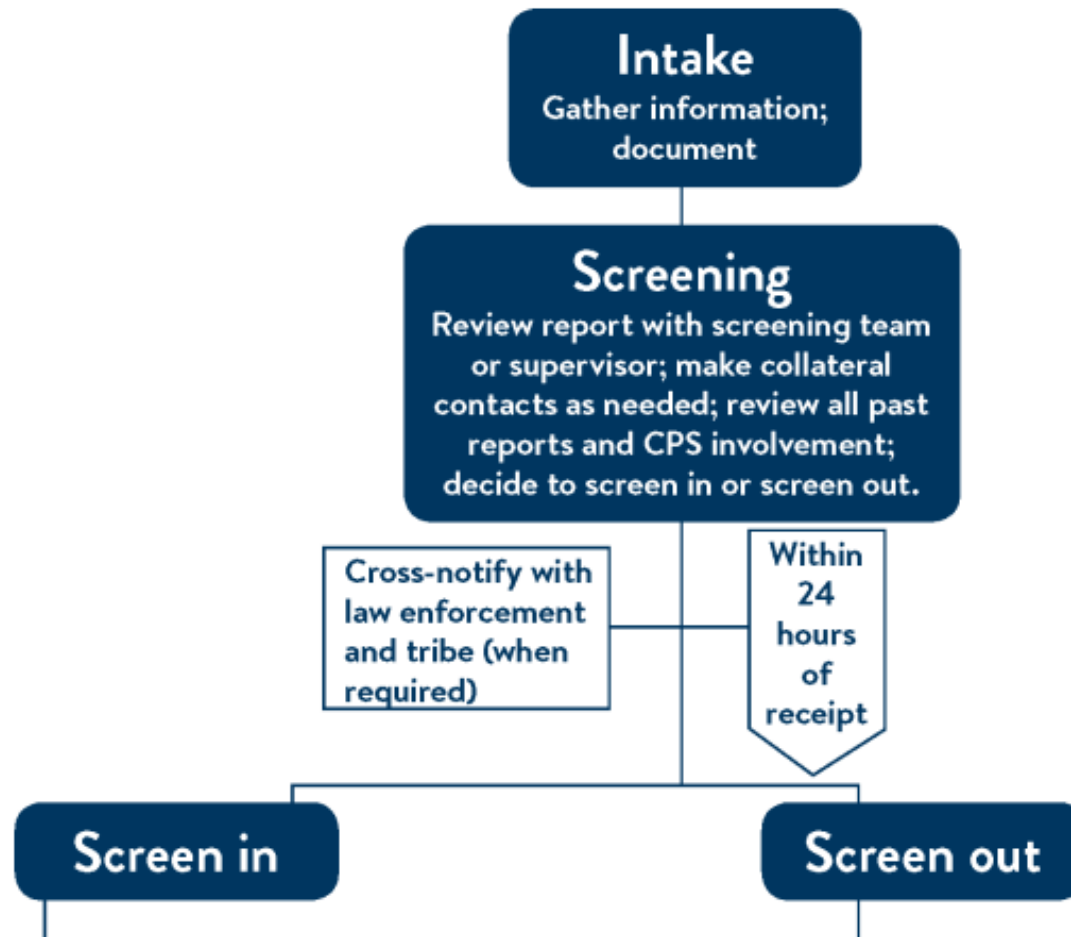 Intake
Gather information;
document
Screening
Review report with screening team
or supervisor; make collateral
contacts as needed; review all past
reports and CPS involvement;
decide to screen in or screen out.
Cross-notify with
law enforcement
and tribe (when
required)
Within
24
hours
of
receipt
Screen in
Screen out